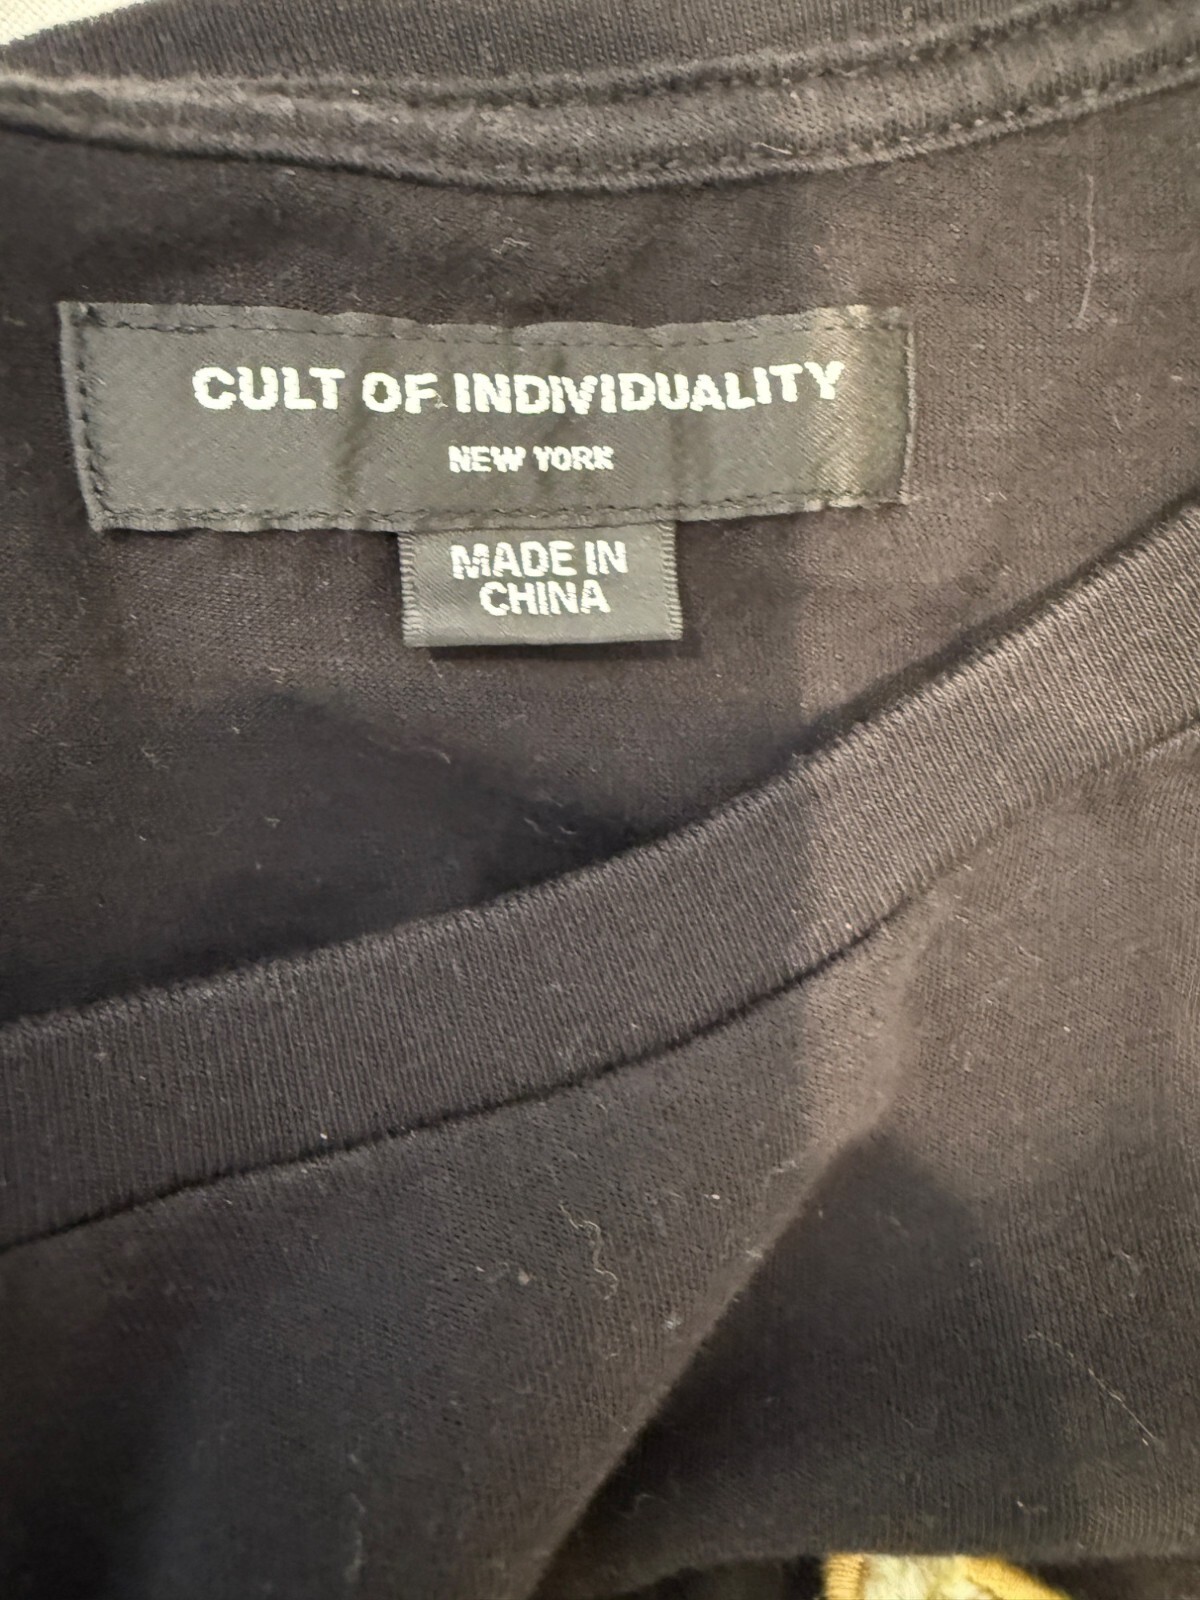 CULT OF INDIVIDUALITY
NEW YORK
MADE IN
CHINA